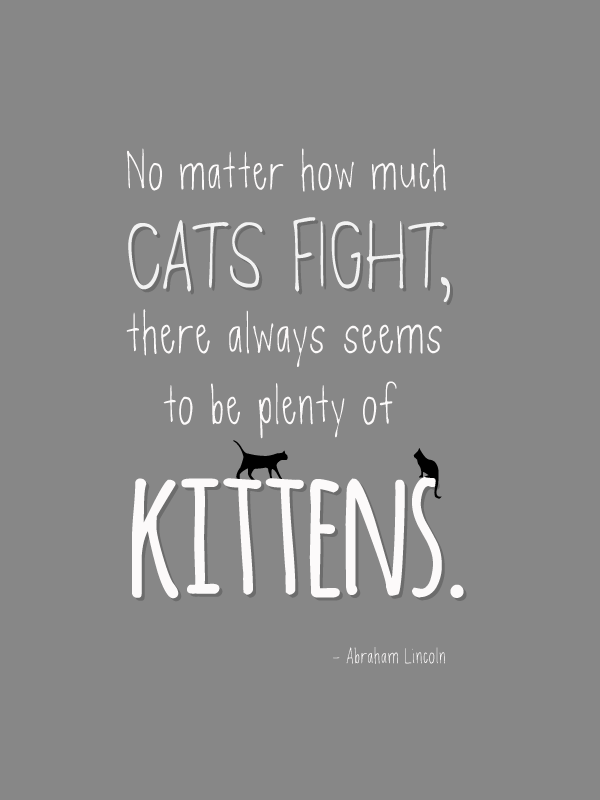 No matter how much
CATS FIGHT,
there always seems
to be plenty of
KITTENS.
- Abraham Lincoln